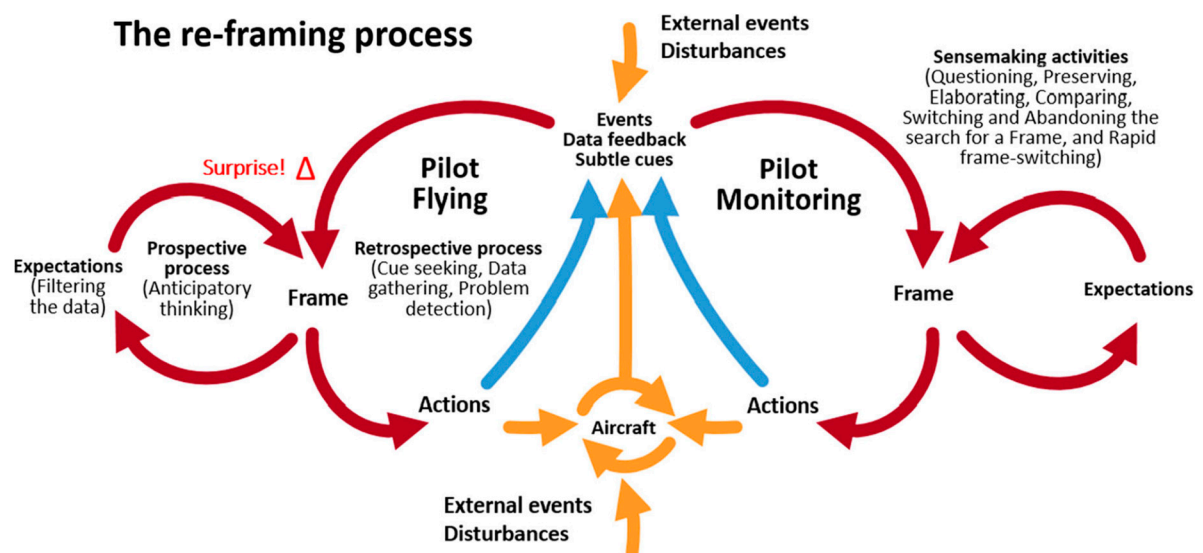 The re-framing process
External events
Disturbances
Sensemaking activities
(Questioning, Preserving,
Elaborating, Comparing,
Switching and Abandoning the
search for a Frame, and Rapid
frame-switching)
Events
Data feedback
Subtle cues
Surprise! Δ
Pilot
Flying
Pilot
Monitoring
Expectations
(Filtering
the data)
Prospective
process
(Anticipatory
thinking)
Frame
Retrospective process
(Cue seeking, Data
gathering, Problem
detection)
Frame
Expectations
Actions
Aircraft
Actions
External events
Disturbances